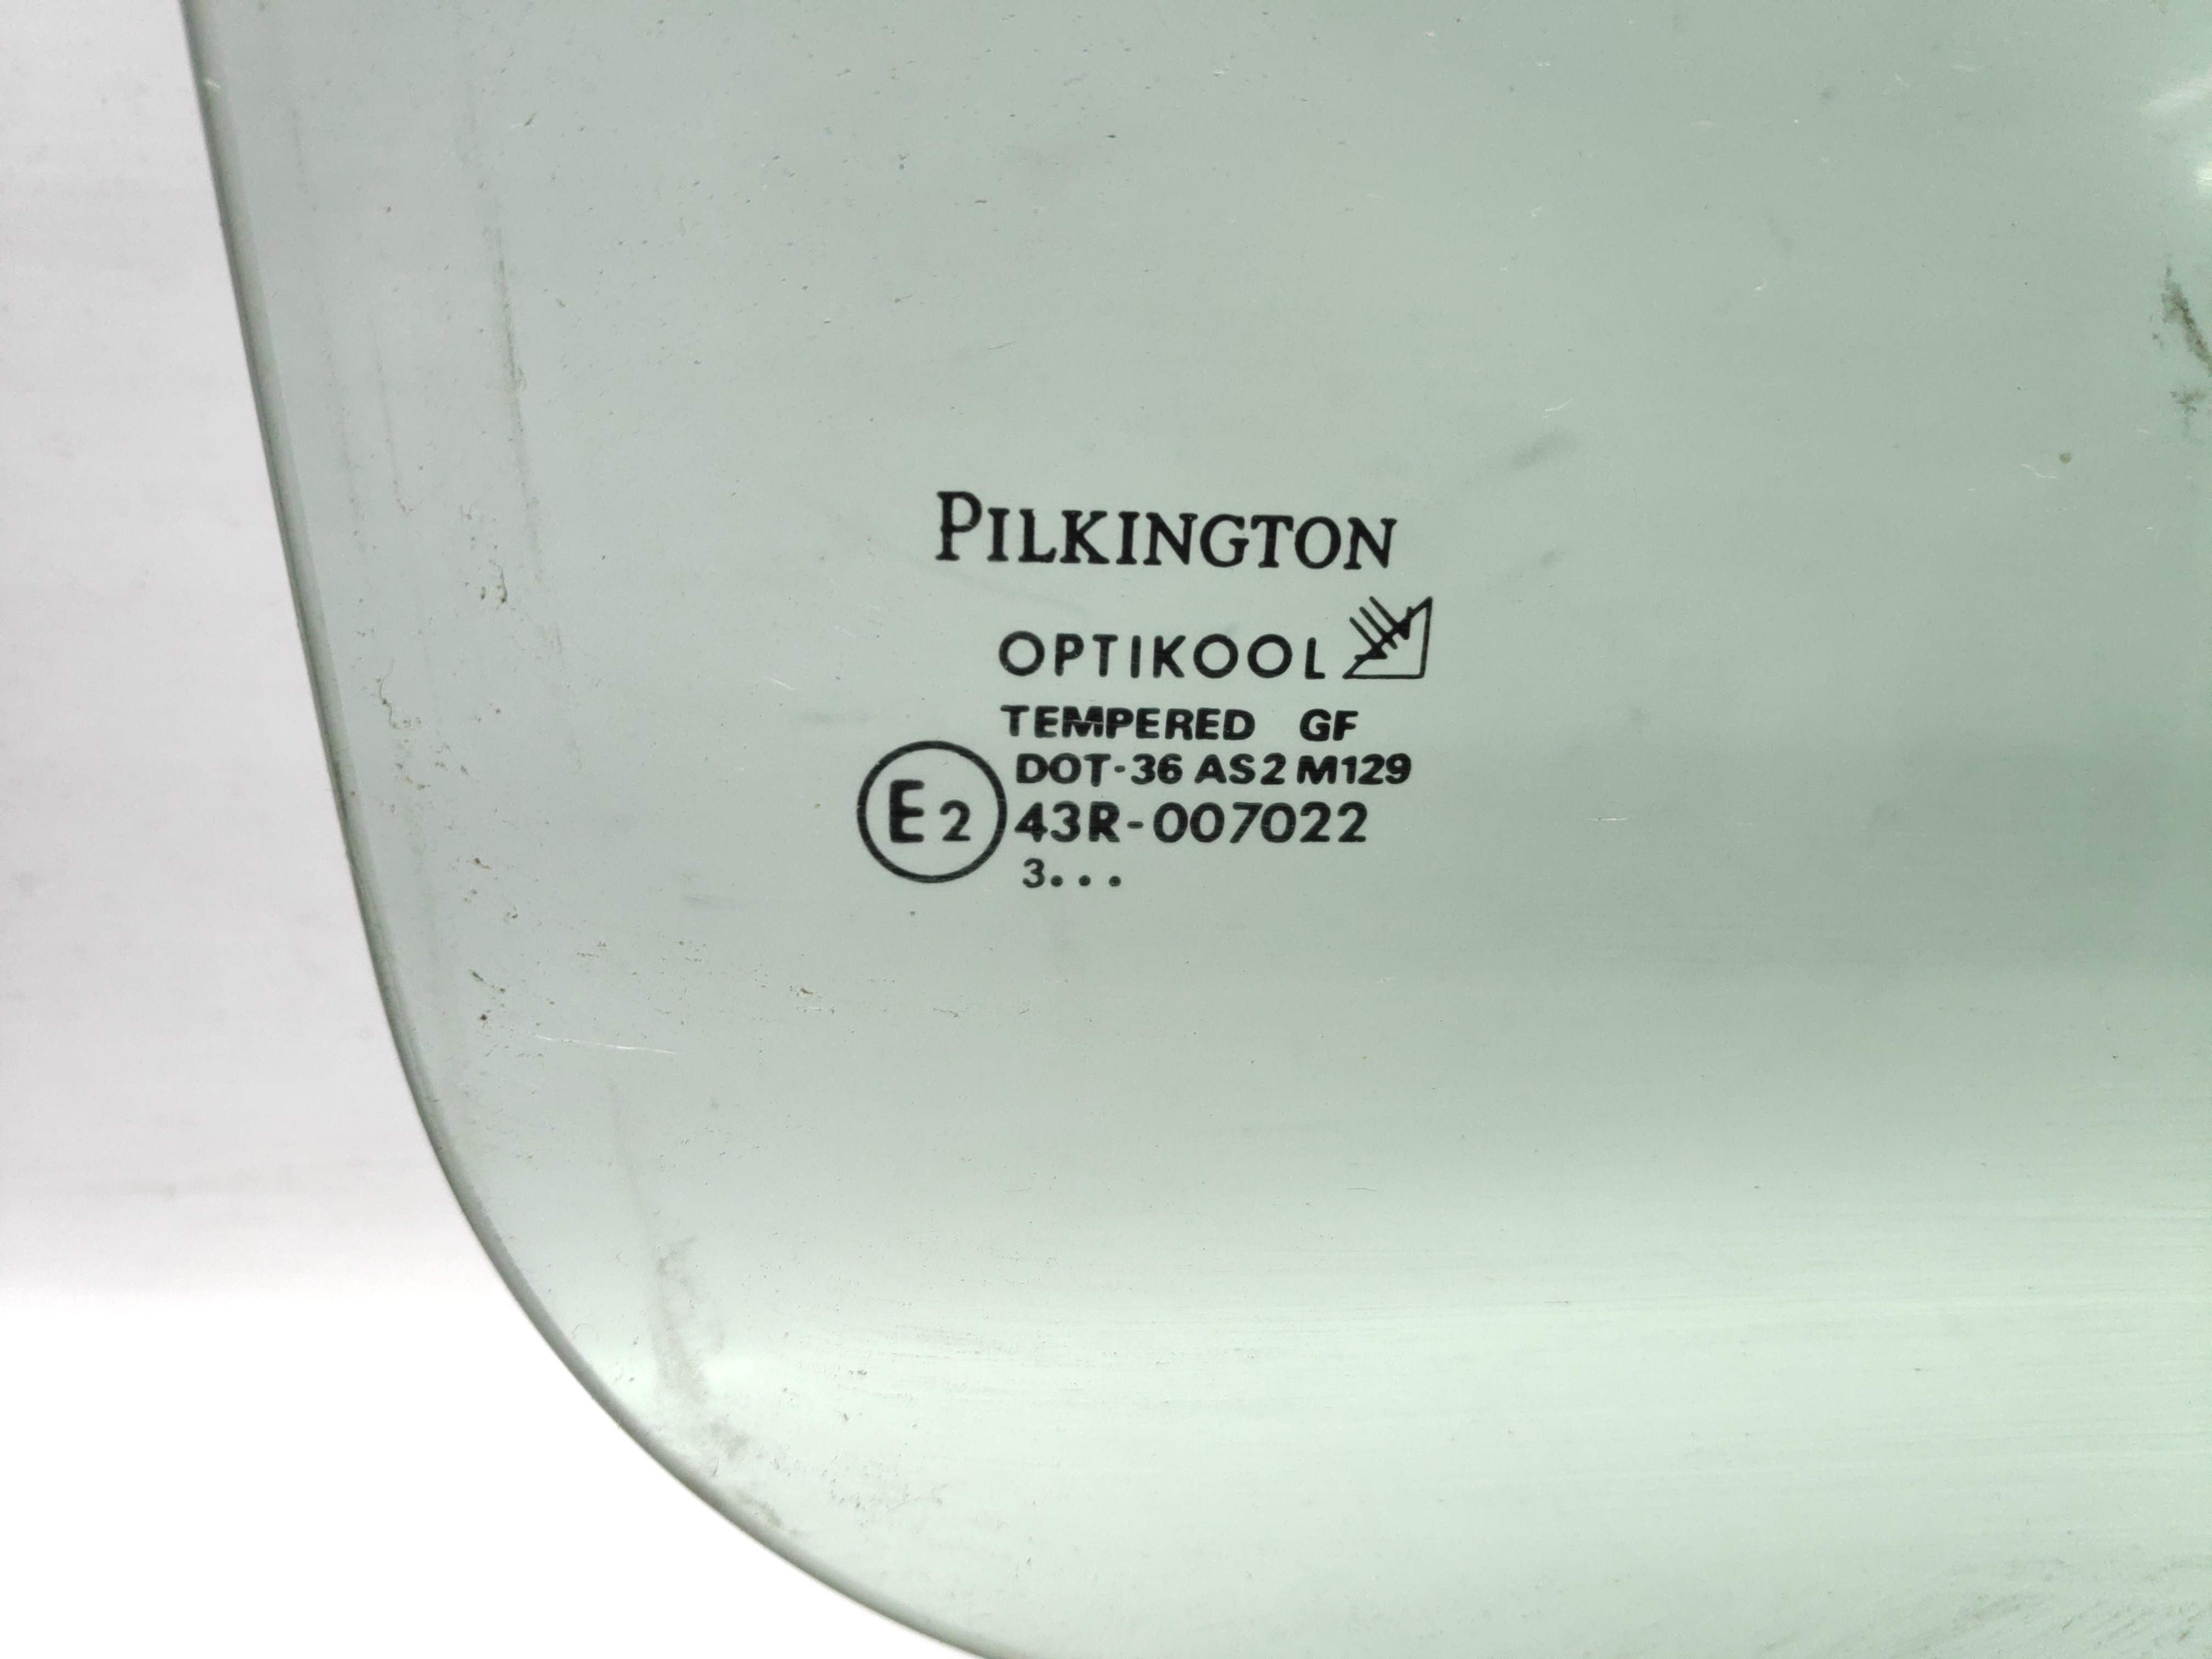 PILKINGTON
OPTIKOOL
TEMPERED GF
DOT-36 AS2 M129
E2 43R-007022
3...